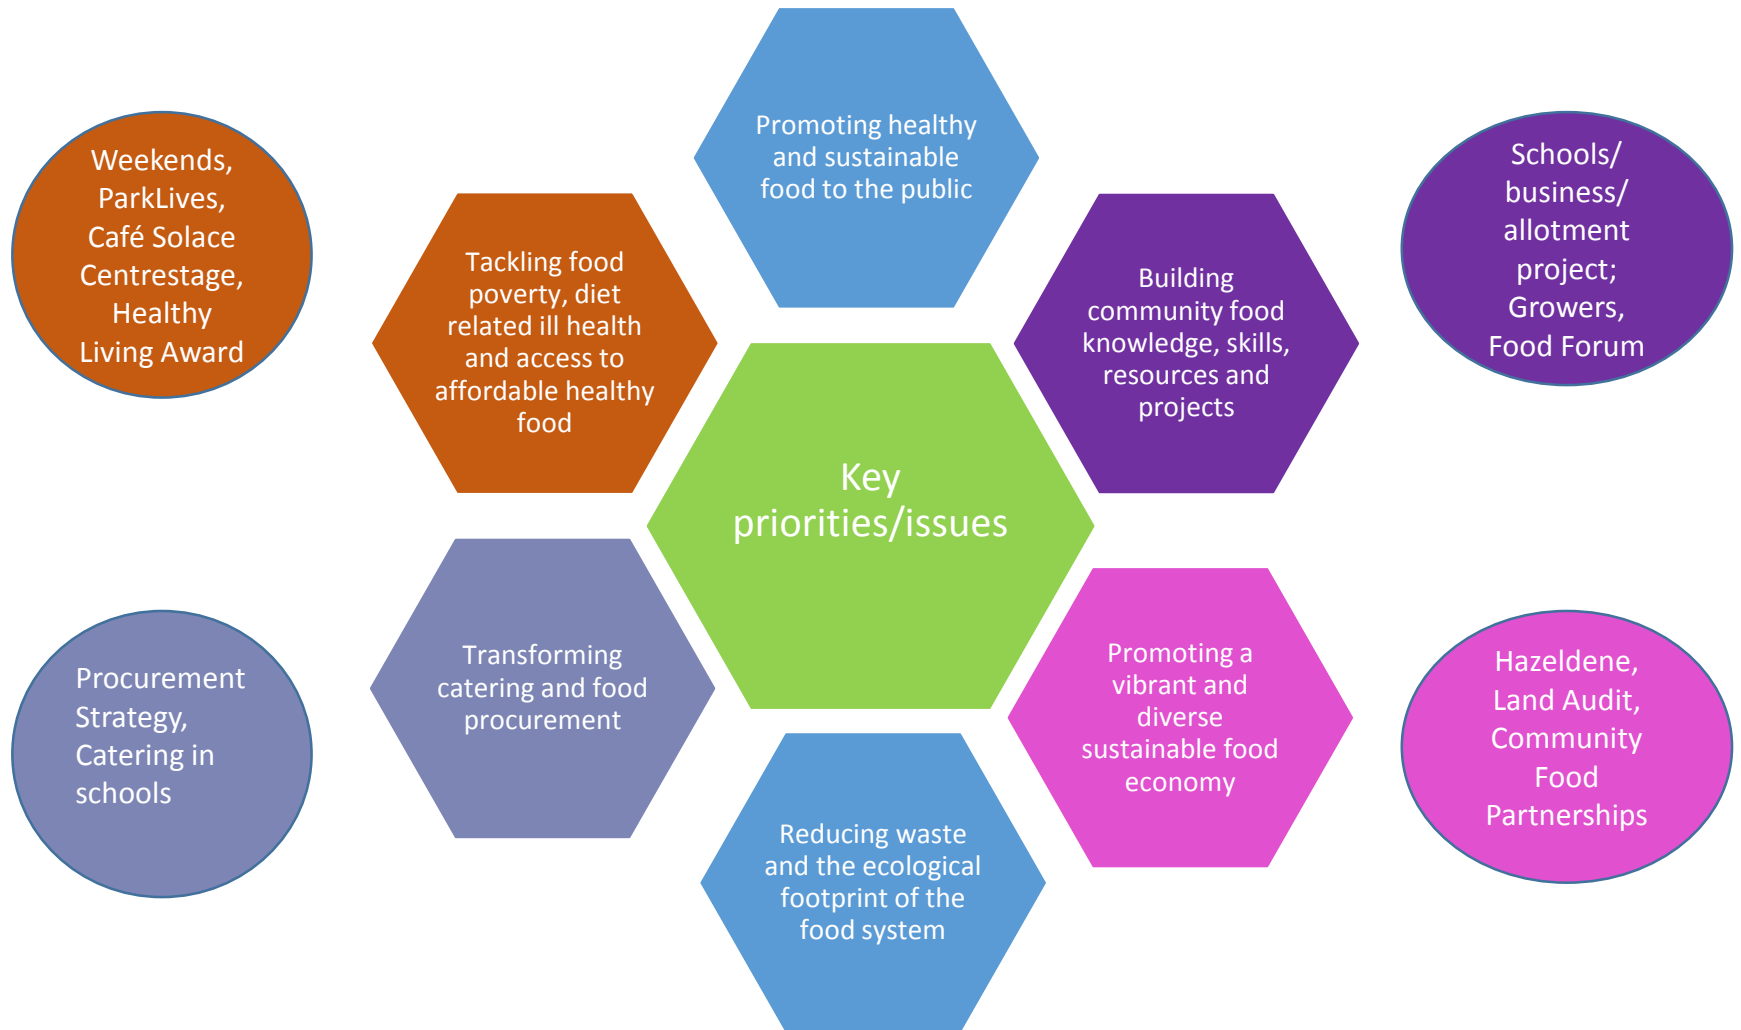 Promoting healthy
and sustainable
food to the public
Weekends,
ParkLives,
Café Solace
Centrestage,
Healthy
Living Award
Tackling food
poverty, diet
related ill health
and access to
affordable healthy
food
Building
community food
knowledge, skills,
resources and
projects
Schools/
business/
allotment
project;
Growers,
Food Forum
Key
priorities/issues
Procurement
Strategy,
Catering in
schools
Transforming
catering and food
procurement
Promoting a
vibrant and
diverse
sustainable food
economy
Hazeldene,
Land Audit,
Community
Food
Partnerships
Reducing waste
and the ecological
footprint of the
food system